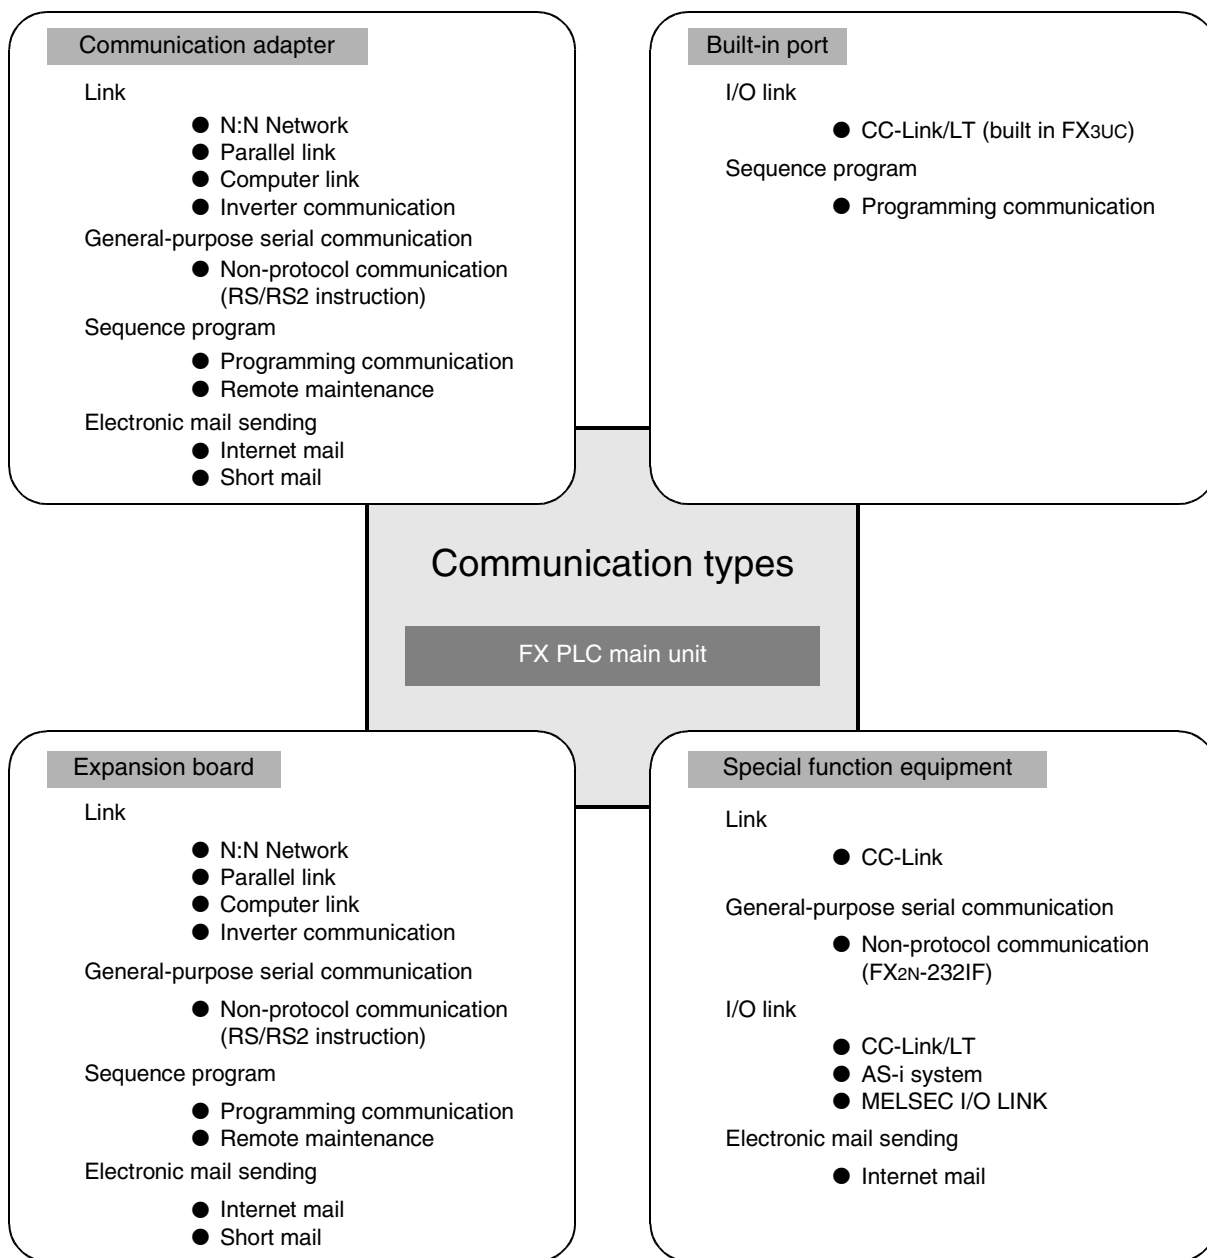 Communication adapter
Link
● N:N Network
● Parallel link
● Computer link
● Inverter communication
General-purpose serial communication
● Non-protocol communication
(RS/RS2 instruction)
Sequence program
● Programming communication
● Remote maintenance
Electronic mail sending
● Internet mail
● Short mail
Built-in port
I/O link
● CC-Link/LT (built in FX3UC)
Sequence program
● Programming communication
Communication types
FX PLC main unit
Expansion board
Link
● N:N Network
● Parallel link
● Computer link
● Inverter communication
General-purpose serial communication
● Non-protocol communication
(RS/RS2 instruction)
Sequence program
● Programming communication
● Remote maintenance
Electronic mail sending
● Internet mail
● Short mail
Special function equipment
Link
● CC-Link
General-purpose serial communication
● Non-protocol communication
(FX2N-232IF)
I/O link
● CC-Link/LT
● AS-i system
● MELSEC I/O LINK
Electronic mail sending
● Internet mail